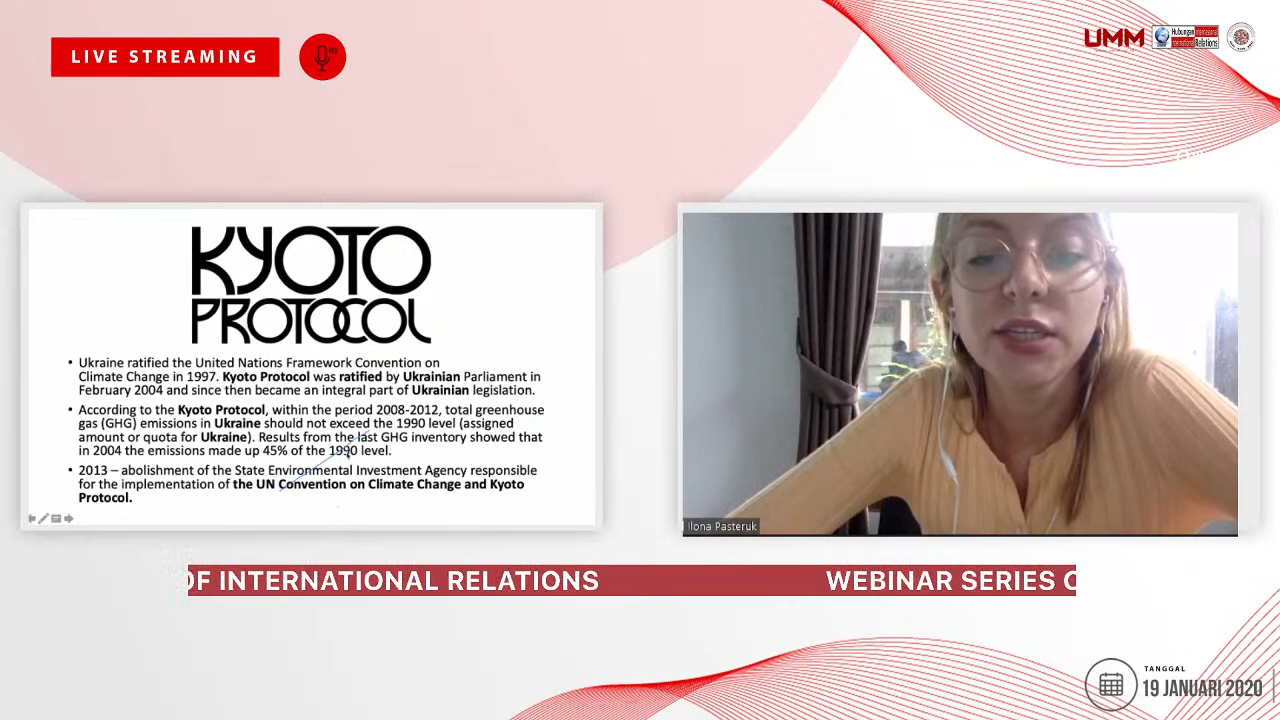 LIVE STREAMING
UMM
Hubungan Internasional
International Relations
KYOTO
PROTOCOL
• Ukraine ratified the United Nations Framework Convention on
Climate Change in 1997. Kyoto Protocol was ratified by Ukrainian Parliament in
February 2004 and since then became an integral part of Ukrainian legislation.
• According to the Kyoto Protocol, within the period 2008-2012, total greenhouse
gas (GHG) emissions in Ukraine should not exceed the 1990 level (assigned
amount or quota for Ukraine). Results from the last GHG inventory showed that
in 2004 the emissions made up 45% of the 1990 level.
• 2013 – abolishment of the State Environmental Investment Agency responsible
for the implementation of the UN Convention on Climate Change and Kyoto
Protocol.
Ilona Pasteruk
OF INTERNATIONAL RELATIONS WEBINAR SERIES
TANGGAL
19 JANUARI 2020